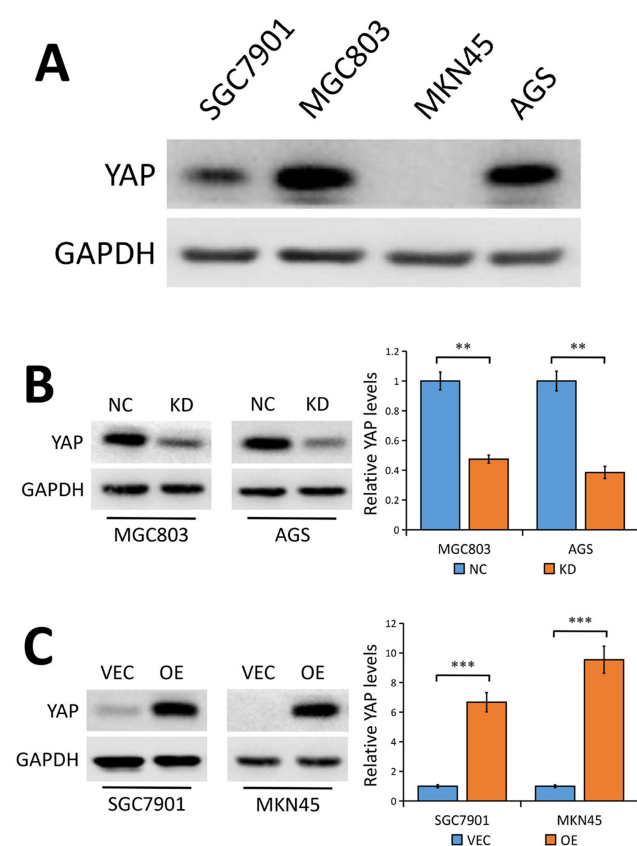 A
SGC7901 MGC803 MKN45 AGS
YAP
GAPDH
B
NC KD NC KD
YAP
GAPDH
MGC803 AGS
Relative YAP levels
1.2
1
0.8
0.6
0.4
0.2
0
** **
MGC803 AGS
NC KD
C
VEC OE VEC OE
YAP
GAPDH
SGC7901 MKN45
Relative YAP levels
12
10
8
6
4
2
0
*** ***
SGC7901 MKN45
VEC OE